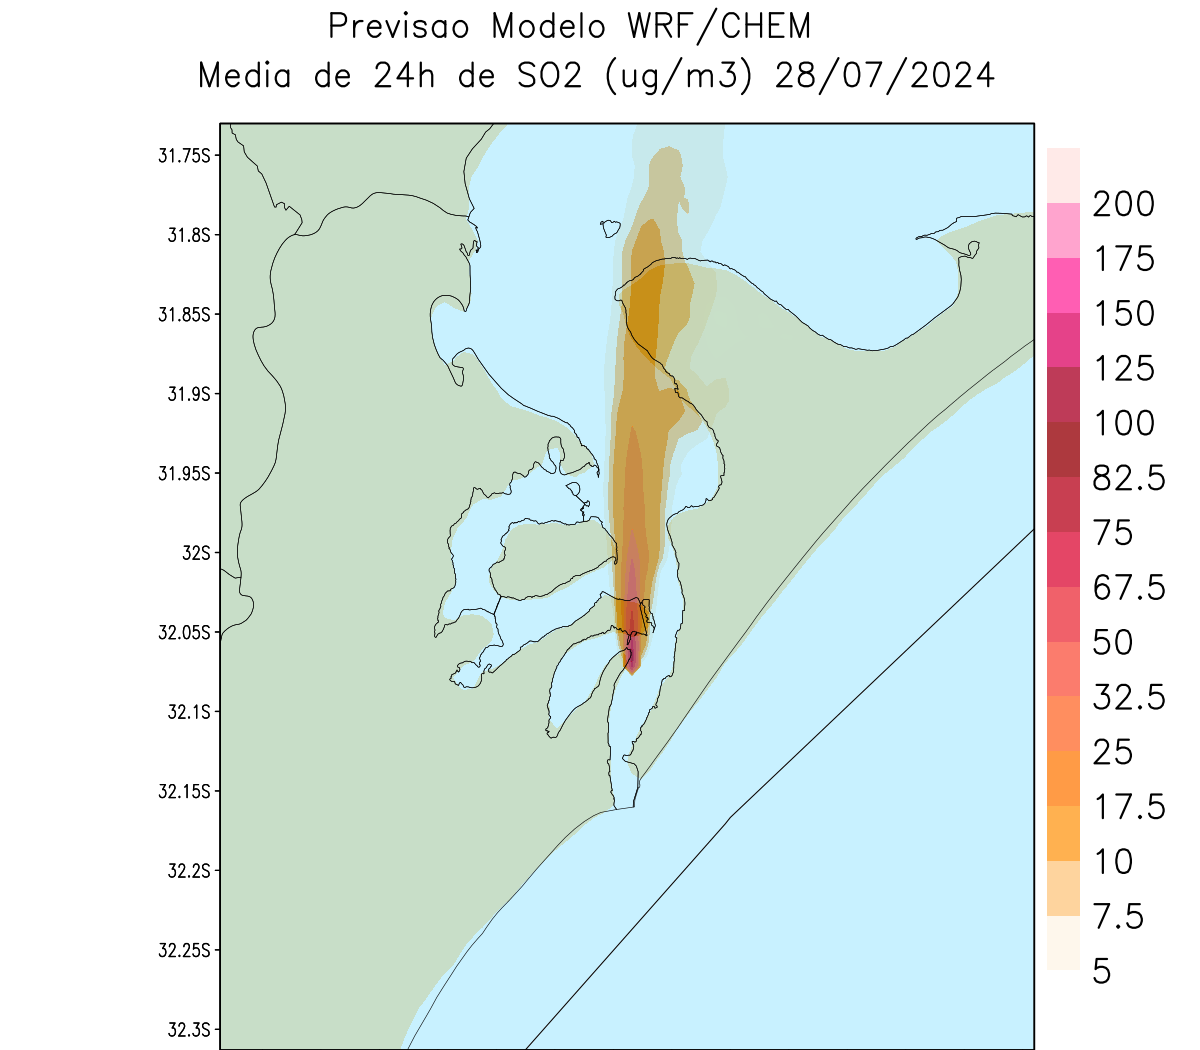 Previsao Modelo WRF/CHEM
Media de 24h de SO2 (ug/m3) 28/07/2024
31.75S
31.8S
31.85S
31.9S
31.95S
32S
32.05S
32.1S
32.15S
32.2S
32.25S
32.3S
200
175
150
125
100
82.5
75
67.5
50
32.5
25
17.5
10
7.5
5